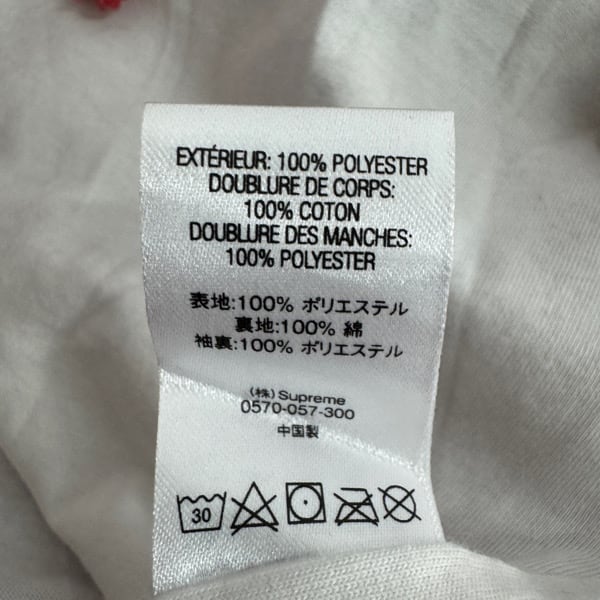 EXTÉRIEUR: 100% POLYESTER
DOUBLURE DE CORPS:
100% COTON
DOUBLURE DES MANCHES:
100% POLYESTER
表地:100% ポリエステル
裏地:100% 綿
袖裏:100% ポリエステル
(株) Supreme
0570-057-300
中国製
30